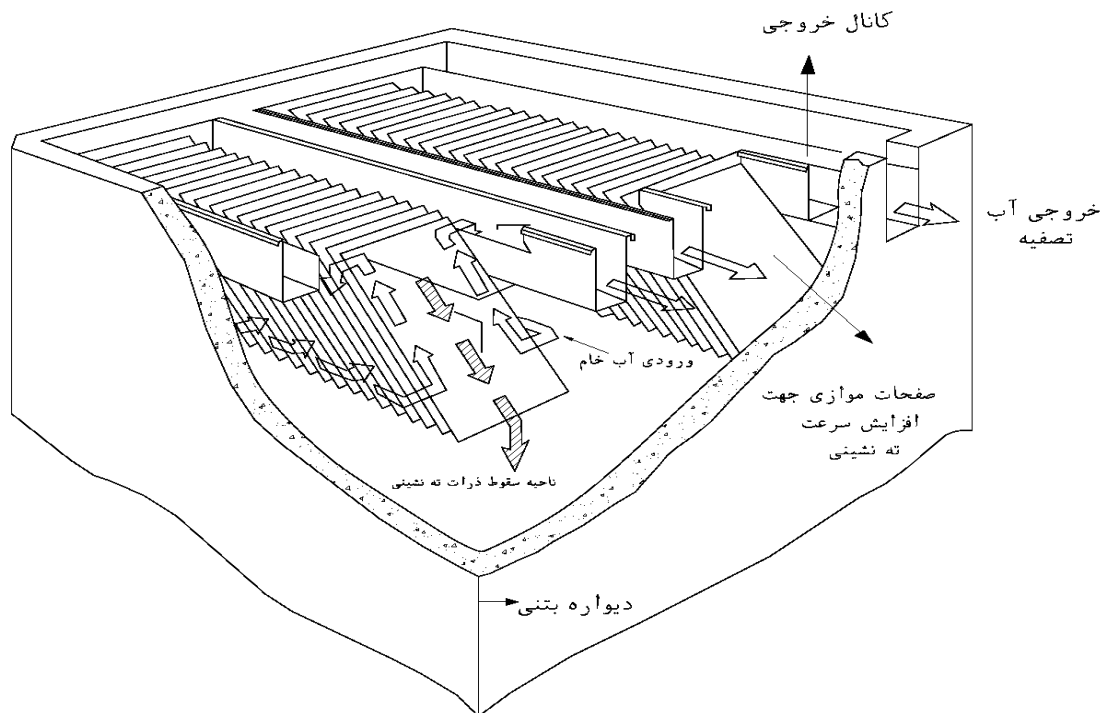 کانال خروجی
خروجی آب
تصفیه
ورودی آب خام
صفحات موازی جهت
افزایش سرعت
ته نشینی
ناحیه سقوط ذرات ته نشینی
دیواره بتنی